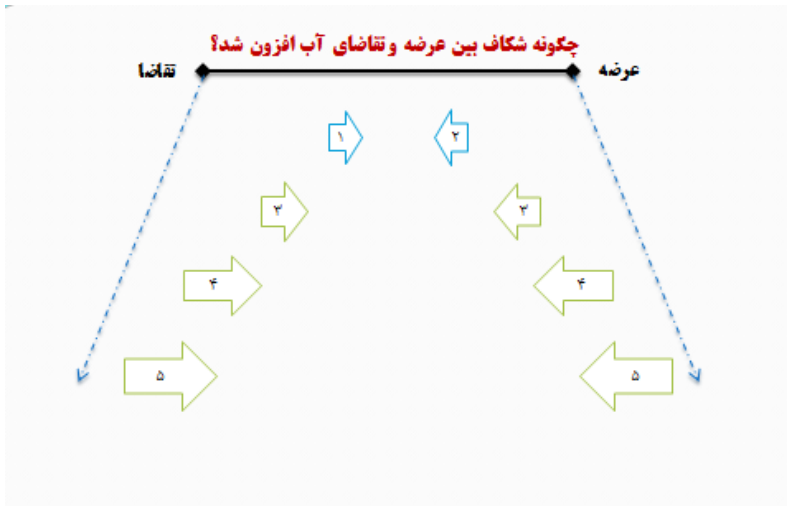 چگونه شکاف بین عرضه و تقاضای آب افزون شد؟
عرضه
تقاضا
۲
۱
۳
۳
۴
۴
۵
۵